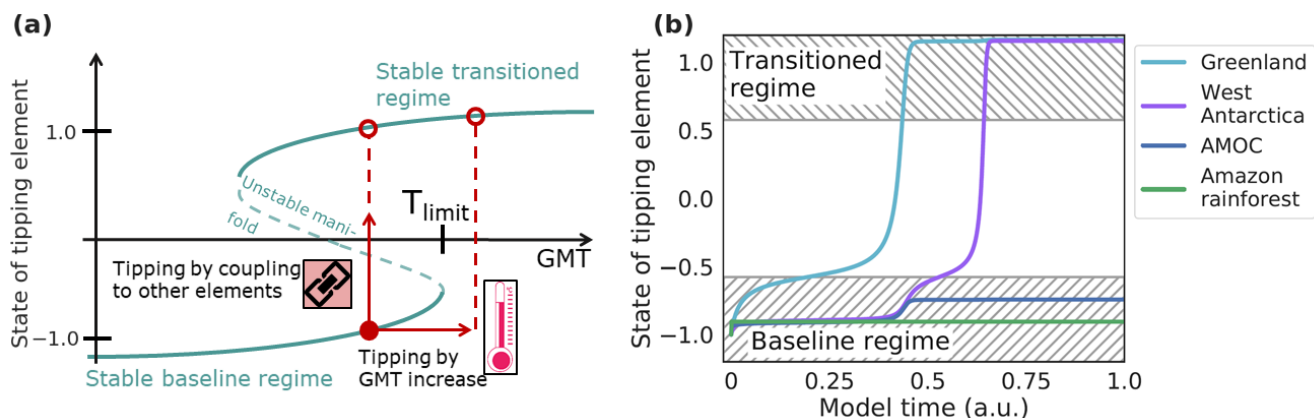 (a)
State of tipping element
1.0
−1.0
Stable transitioned
regime
Unstable mani-
fold
T_limit
GMT
Tipping by coupling
to other elements
Tipping by
GMT increase
Stable baseline regime
(b)
State of tipping element
1.0
0.5
0.0
−0.5
−1.0
Transitioned
regime
Baseline regime
0
0.25
0.5
0.75
1.0
Model time (a.u.)
Greenland
West
Antarctica
AMOC
Amazon
rainforest